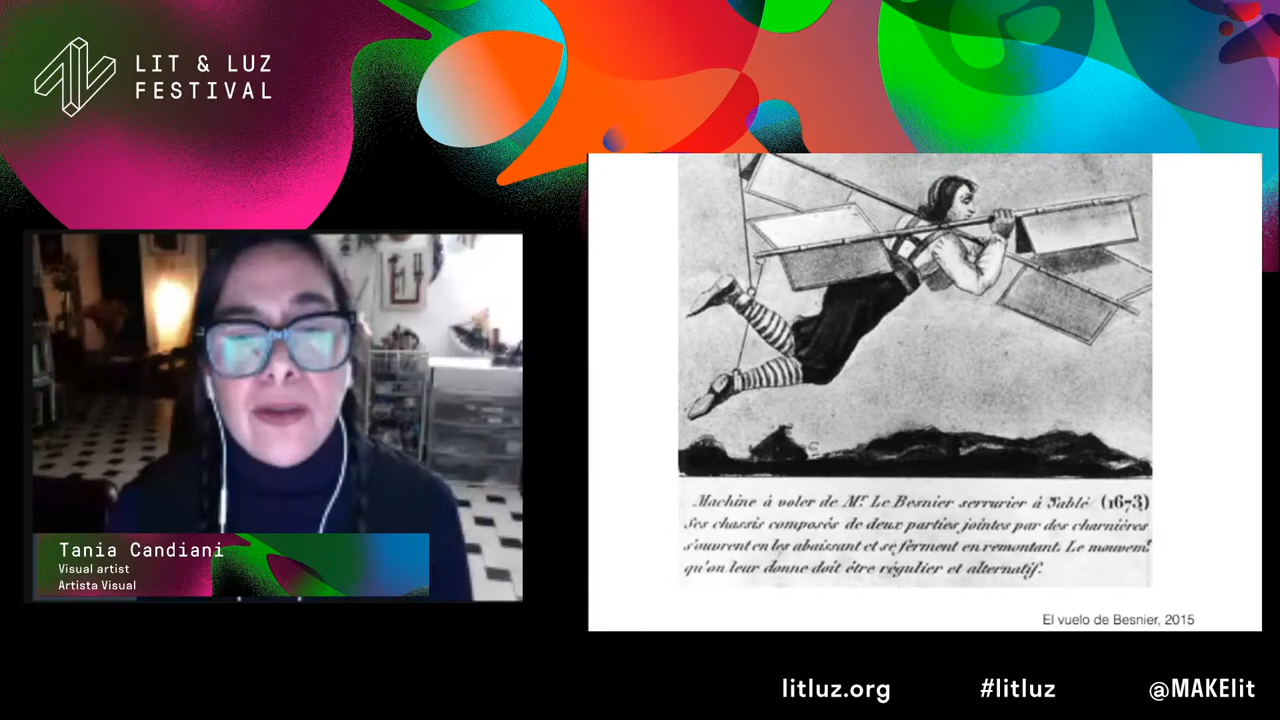 LIT & LUZ
FESTIVAL
Machine à voler de Mr. Le Besnier serrurier à Sablé (1673)
Ses chassis composés de deux parties jointes par des charnières
s'ouvrent en les abaissant et se ferment en remontant. Le mouvemt.
qu'on leur donne doit être régulier et alternatif.
El vuelo de Besnier, 2015
Tania Candiani
Visual artist
Artista Visual
litluz.org
#litluz
@MAKElit